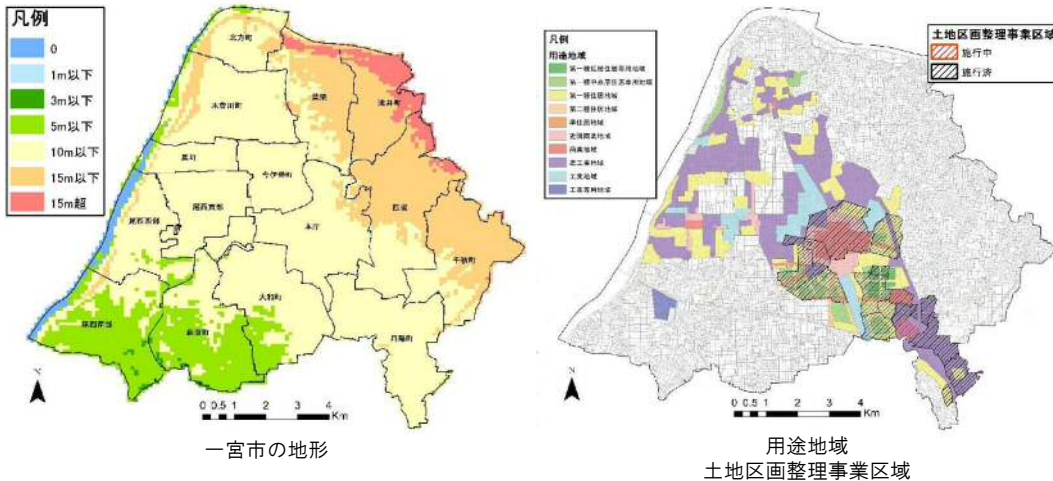 凡例
0
1m以下
3m以下
5m以下
10m以下
15m以下
15m超
北方町
葉栗
浅井町
木曽川町
奥町
今伊勢町
尾西西部
尾西東部
本庁
西成
千秋町
大和町
尾西南部
萩原町
丹陽町
N
0 0.5 1 2 3 4
Km
一宮市の地形
凡例
用途地域
第一種低層住居専用地域
第一種中高層住居専用地域
第一種住居地域
第二種住居地域
準住居地域
近隣商業地域
商業地域
準工業地域
工業地域
工業専用地域
土地区画整理事業区域
施行中
施行済
N
0 0.5 1 2 3 4
Km
用途地域
土地区画整理事業区域